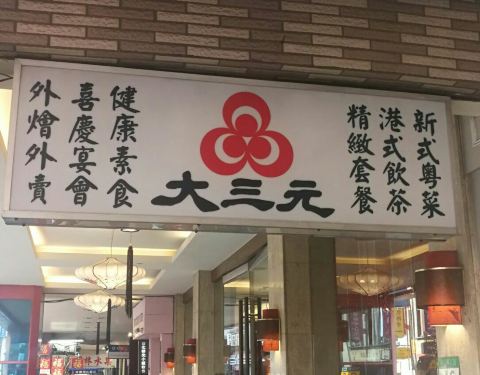 新式粵菜
港式飲茶
精緻套餐
大三元
健康素食
喜慶宴會
外燴外賣